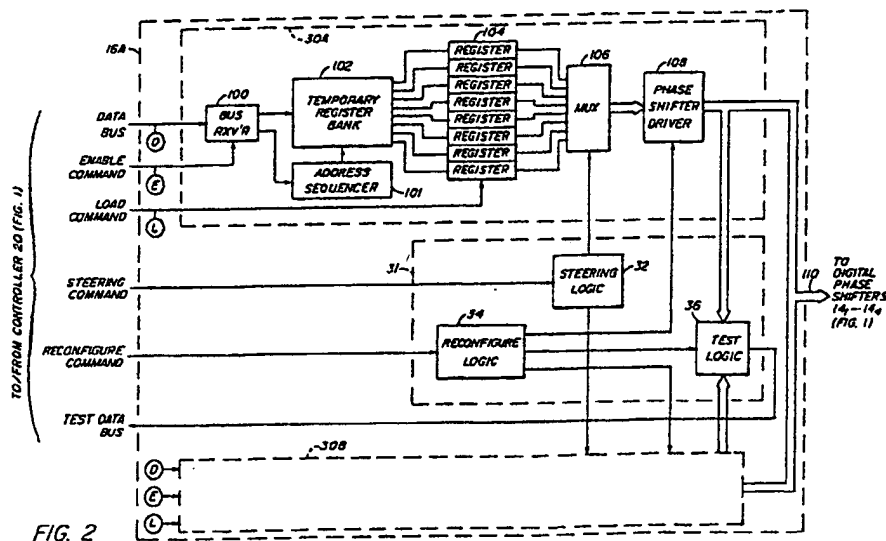 16A
30A
104
REGISTER
REGISTER
REGISTER
REGISTER
REGISTER
REGISTER
REGISTER
REGISTER
102
TEMPORARY
REGISTER
BANK
106
MUX
108
PHASE
SHIFTER
DRIVER
100
BUS
RXV'R
ADDRESS
SEQUENCER
101
TO/FROM CONTROLLER 20 (FIG. 1)
DATA
BUS
D
ENABLE
COMMAND
E
LOAD
COMMAND
L
STEERING
COMMAND
31
STEERING
LOGIC
32
RECONFIGURE
COMMAND
34
RECONFIGURE
LOGIC
36
TEST
LOGIC
TEST DATA
BUS
110
TO
DIGITAL
PHASE
SHIFTERS
14₁—14₄
(FIG. 1)
30B
D
E
L
FIG. 2